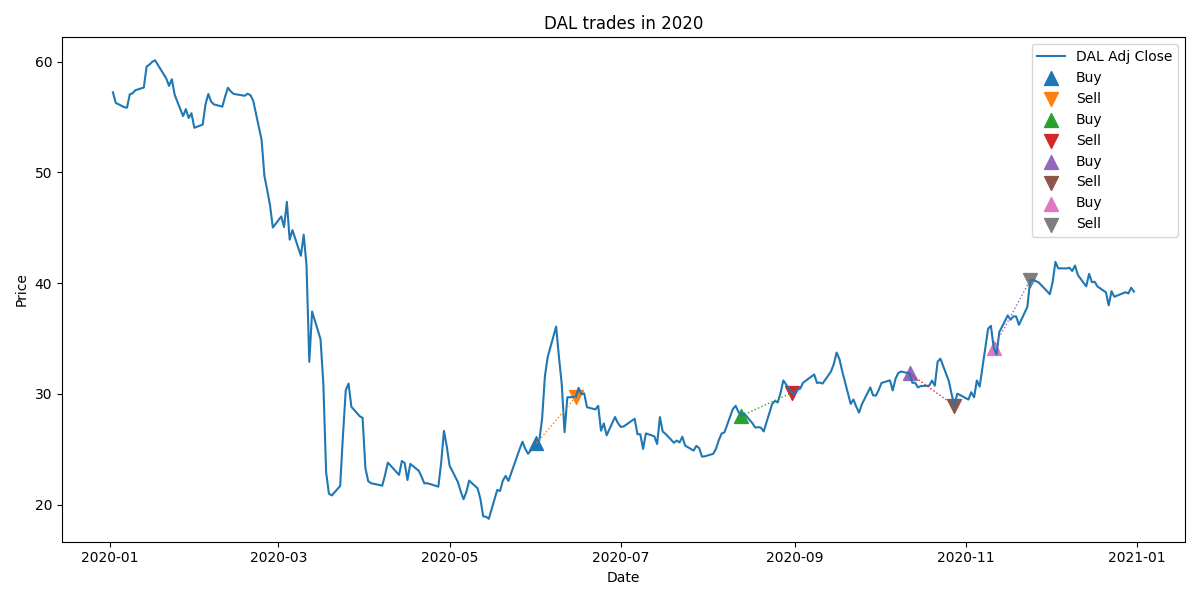 DAL trades in 2020
60
50
40
30
20
Price
2020-01
2020-03
2020-05
2020-07
2020-09
2020-11
2021-01
Date
DAL Adj Close
Buy
Sell
Buy
Sell
Buy
Sell
Buy
Sell